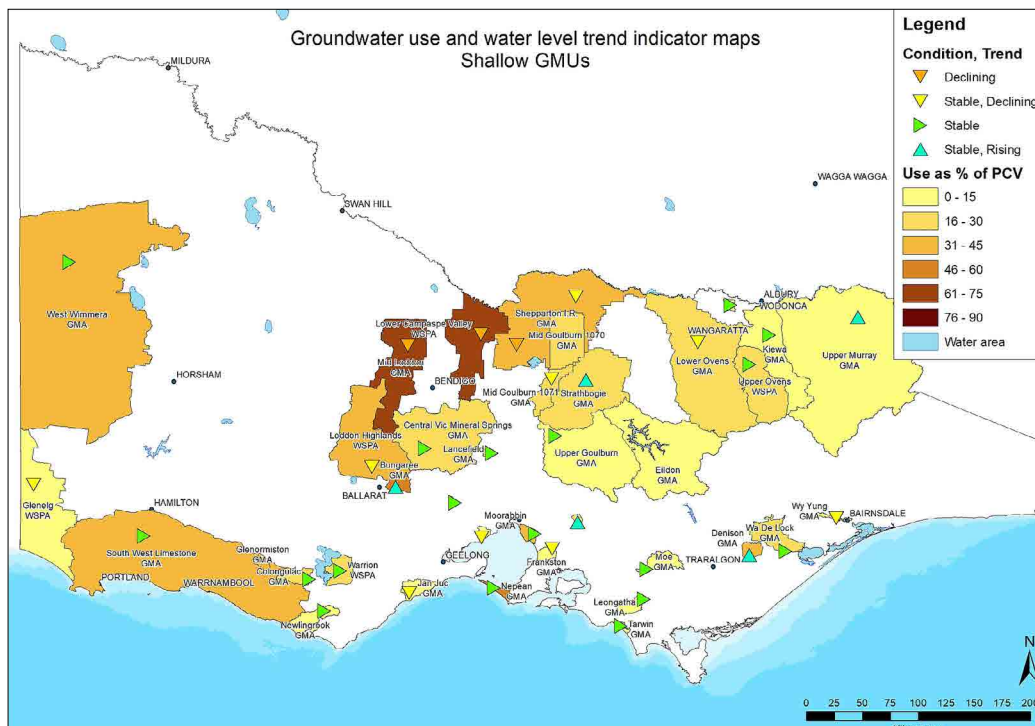 Groundwater use and water level trend indicator maps
Shallow GMUs
Legend
Condition, Trend
Declining
Stable, Declining
Stable
Stable, Rising
Use as % of PCV
0 - 15
16 - 30
31 - 45
46 - 60
61 - 75
76 - 90
Water area
MILDURA
WAGGA WAGGA
SWAN HILL
ALBURY
WODONGA
West Wimmera
GMA
Lower Campaspe Valley
WSPA
Shepparton I.R.
GMA
Mid Goulburn 1070
GMA
WANGARATTA
Lower Ovens
GMA
Kiewa
GMA
Upper Murray
GMA
Mid Loddon
GMA
HORSHAM
BENDIGO
Mid Goulburn 1071
GMA
Strathbogie
GMA
Upper Ovens
WSPA
Central Vic Mineral Springs
GMA
Loddon Highlands
WSPA
Lancefield
GMA
Upper Goulburn
GMA
Eildon
GMA
Bungaree
GMA
BALLARAT
Glenelg
WSPA
HAMILTON
Moorabbin
GMA
Wy Yung
GMA
BAIRNSDALE
Denison
GMA
Wa De Lock
GMA
South West Limestone
GMA
Glenormiston
GMA
Colongulac
GMA
Warrion
WSPA
GEELONG
Frankston
GMA
Moe
GMA
TRARALGON
PORTLAND
WARRNAMBOOL
Jan Juc
GMA
Nepean
GMA
Newlingrook
GMA
Leongatha
GMA
Tarwin
GMA
N
0 25 50 75 100 125 150 175